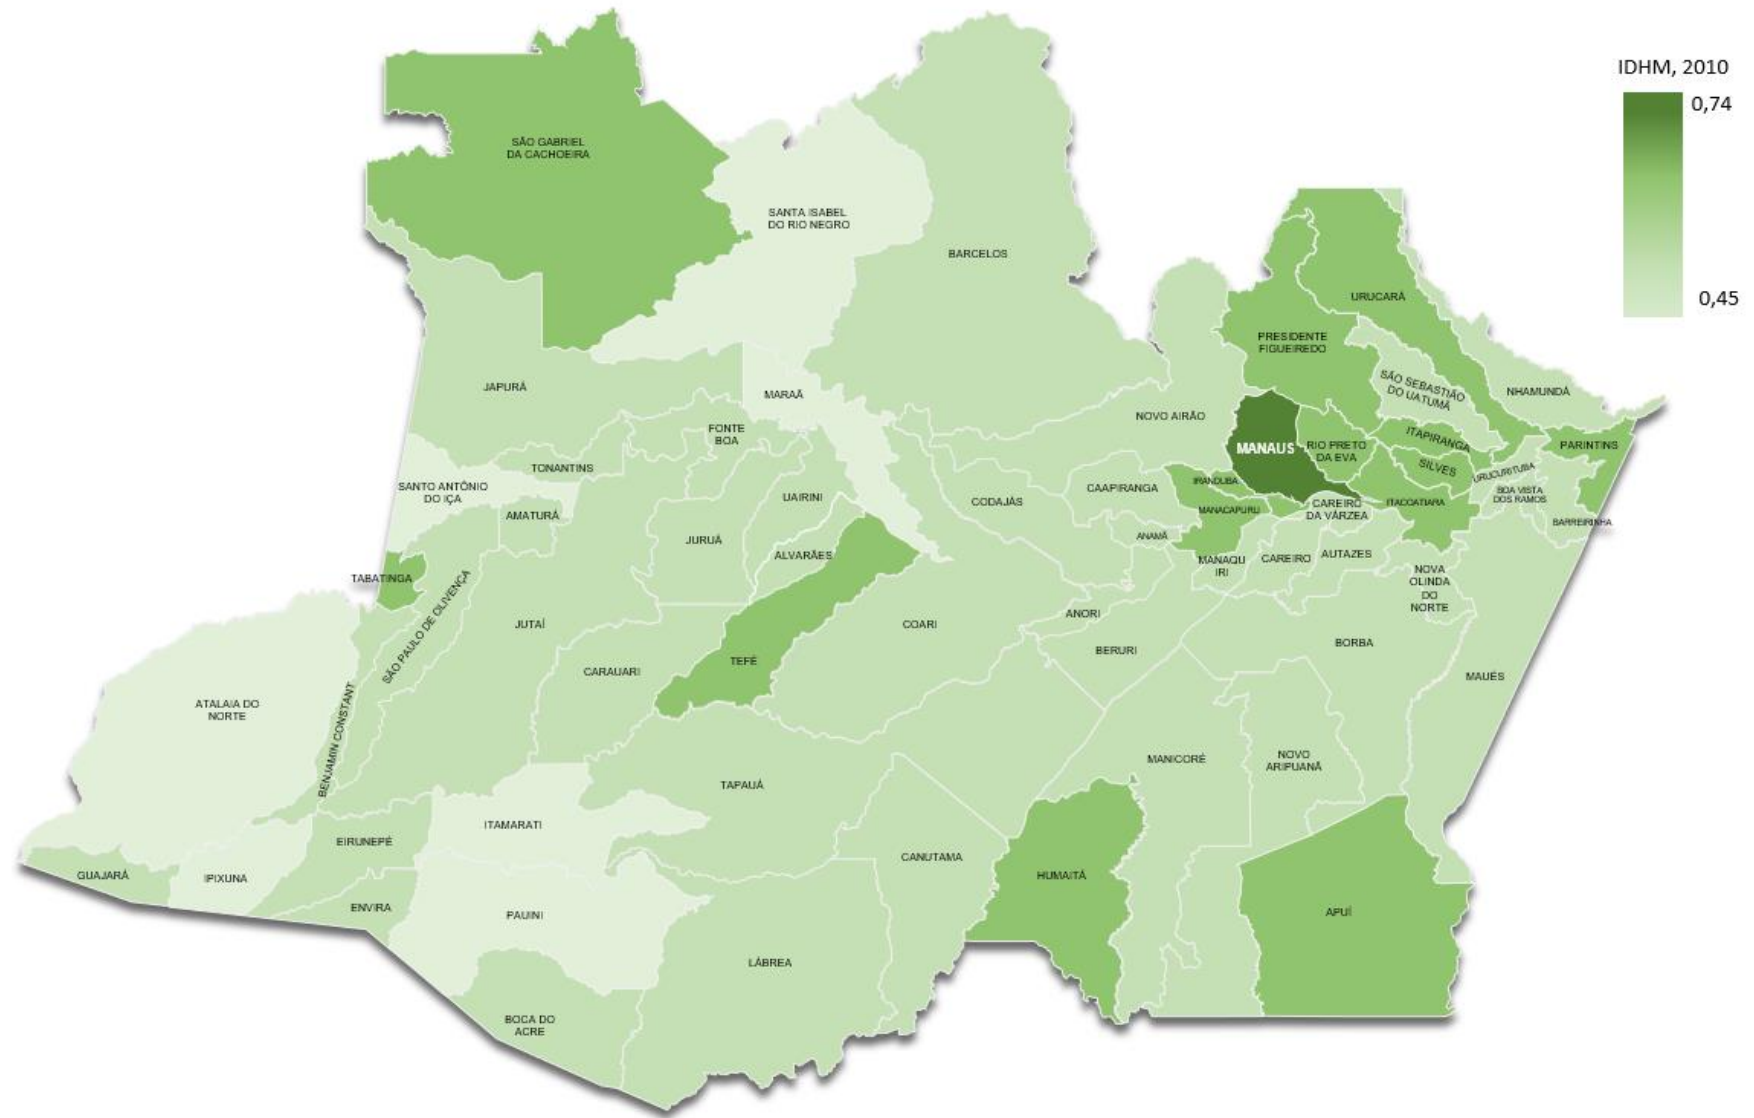 IDHM, 2010
0,74
0,45
SÃO GABRIEL
DA CACHOEIRA
SANTA ISABEL
DO RIO NEGRO
BARCELOS
URUCARÁ
PRESIDENTE
FIGUEIREDO
SÃO SEBASTIÃO
DO UATUMÃ
NHAMUNDÁ
JAPURÁ
MARAÃ
NOVO AIRÃO
FONTE
BOA
MANAUS
RIO PRETO
DA EVA
ITAPIRANGA
PARINTINS
TONANTINS
SILVES
URUCURITUBA
SANTO ANTÔNIO
DO IÇA
UAIRINI
CODAJÁS
CAAPIRANGA
IRANDUBA
BOA VISTA
DOS RAMOS
AMATURÁ
MANACAPURU
CAREIRO
DA VÁRZEA
ITACOATIARA
BARREIRINHA
JURUÁ
ALVARÃES
ANAMÃ
MANAQU
IRI
CAREIRO
AUTAZES
TABATINGA
NOVA
OLINDA
DO
NORTE
SÃO PAULO DE OLIVENÇA
JUTAÍ
ANORI
COARI
BERURI
BORBA
TEFÉ
CARAUARI
MAUÉS
ATALAIA DO
NORTE
BENJAMIN CONSTANT
MANICORÉ
NOVO
ARIPUANÃ
TAPAUÁ
ITAMARATI
EIRUNEPÉ
CANUTAMA
GUAJARÁ
IPIXUNA
HUMAITÁ
ENVIRA
PAUINI
APUÍ
LÁBREA
BOCA DO
ACRE